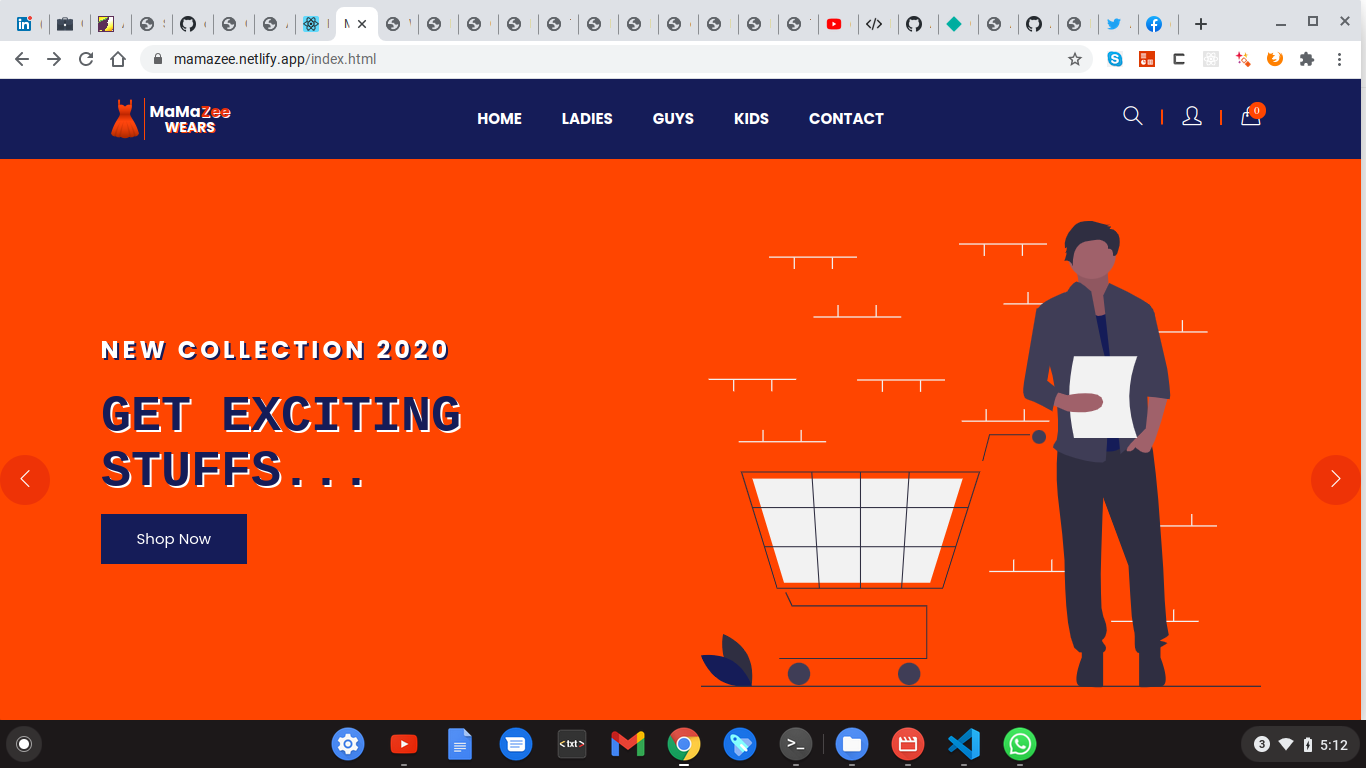 M
mamazee.netlify.app/index.html
MaMaZee
WEARS
HOME
LADIES
GUYS
KIDS
CONTACT
0
NEW COLLECTION 2020
GET EXCITING
STUFFS...
Shop Now
<txt>
>_
3
5:12